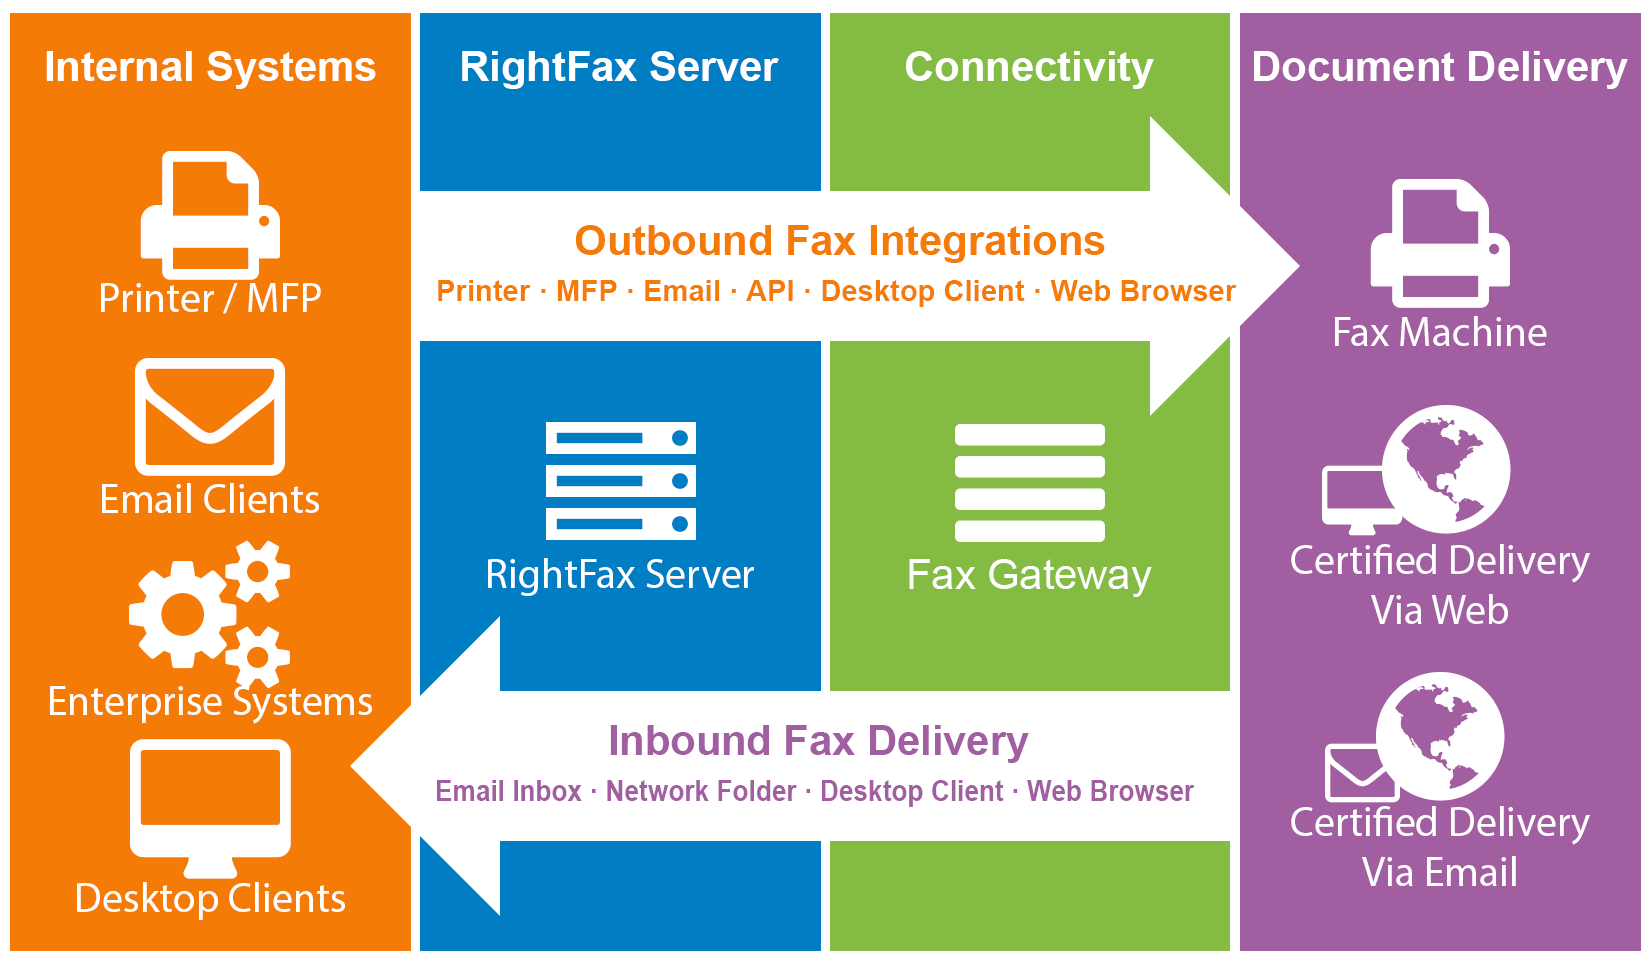 Internal Systems
Printer / MFP
Email Clients
Enterprise Systems
Desktop Clients
RightFax Server
Connectivity
Document Delivery
Outbound Fax Integrations
Printer · MFP · Email · API · Desktop Client · Web Browser
RightFax Server
Fax Gateway
Inbound Fax Delivery
Email Inbox · Network Folder · Desktop Client · Web Browser
Fax Machine
Certified Delivery
Via Web
Certified Delivery
Via Email